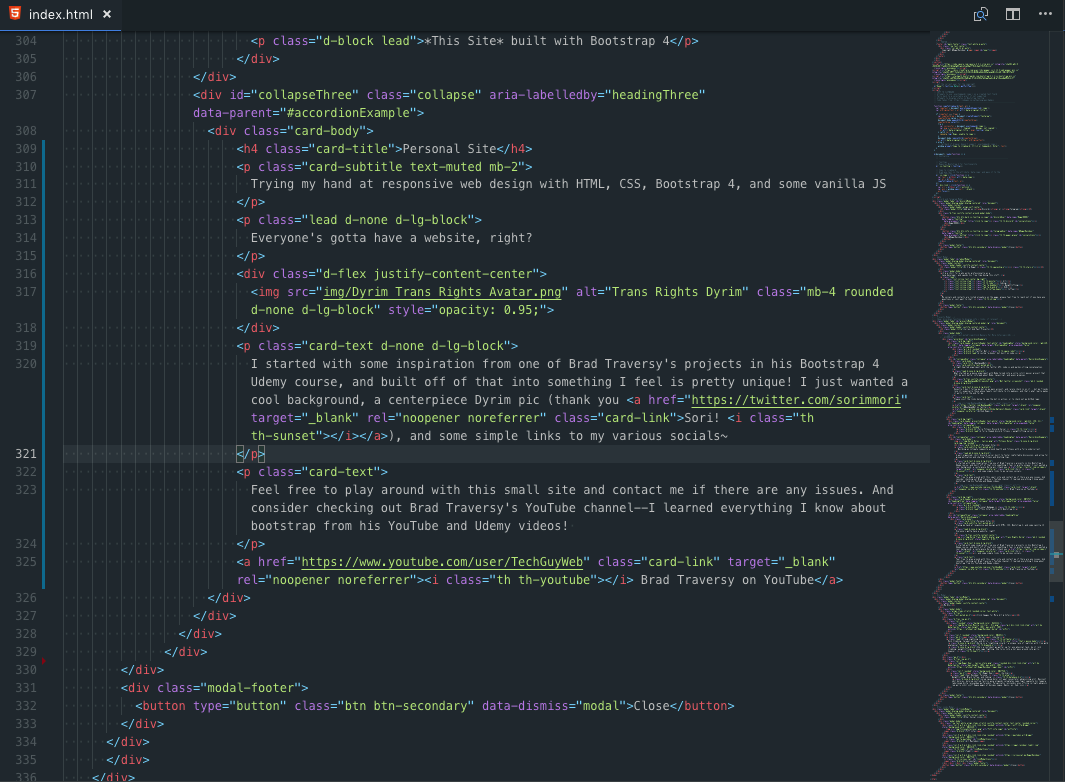 index.html ×
304 <p class="d-block lead">*This Site* built with Bootstrap 4</p>
305 </div>
306 </div>
307 <div id="collapseThree" class="collapse" aria-labelledby="headingThree"
data-parent="#accordionExample">
308 <div class="card-body">
309 <h4 class="card-title">Personal Site</h4>
310 <p class="card-subtitle text-muted mb-2">
311 Trying my hand at responsive web design with HTML, CSS, Bootstrap 4, and some vanilla JS
312 </p>
313 <p class="lead d-none d-lg-block">
314 Everyone's gotta have a website, right?
315 </p>
316 <div class="d-flex justify-content-center">
317 <img src="img/Dyrim Trans Rights Avatar.png" alt="Trans Rights Dyrim" class="mb-4 rounded
d-none d-lg-block" style="opacity: 0.95;">
318 </div>
319 <p class="card-text d-none d-lg-block">
320 I took some inspiration from one of Brad Traversy's projects in his Bootstrap 4
Udemy course, and built off of that into something I feel is pretty unique! I just wanted a
cool background, a centerpiece Dyrim pic (thank you <a href="https://twitter.com/sorimmori"
target="_blank" rel="noopener noreferrer" class="card-link">Sori! <i class="th
th-sunset"></i></a>), and some simple links to my various socials~
321 </p>
322 <p class="card-text">
323 Feel free to play around with this small site and contact me if there are any issues. And
consider checking out Brad Traversy's YouTube channel--I learned everything I know about
bootstrap from his YouTube and Udemy videos!
324 </p>
325 <a href="https://www.youtube.com/user/TechGuyWeb" class="card-link" target="_blank"
rel="noopener noreferrer"><i class="th th-youtube"></i> Brad Traversy on YouTube</a>
326 </div>
327 </div>
328 </div>
329 </div>
330 </div>
331 <div class="modal-footer">
332 <button type="button" class="btn btn-secondary" data-dismiss="modal">Close</button>
333 </div>
334 </div>
335 </div>
336 </div>